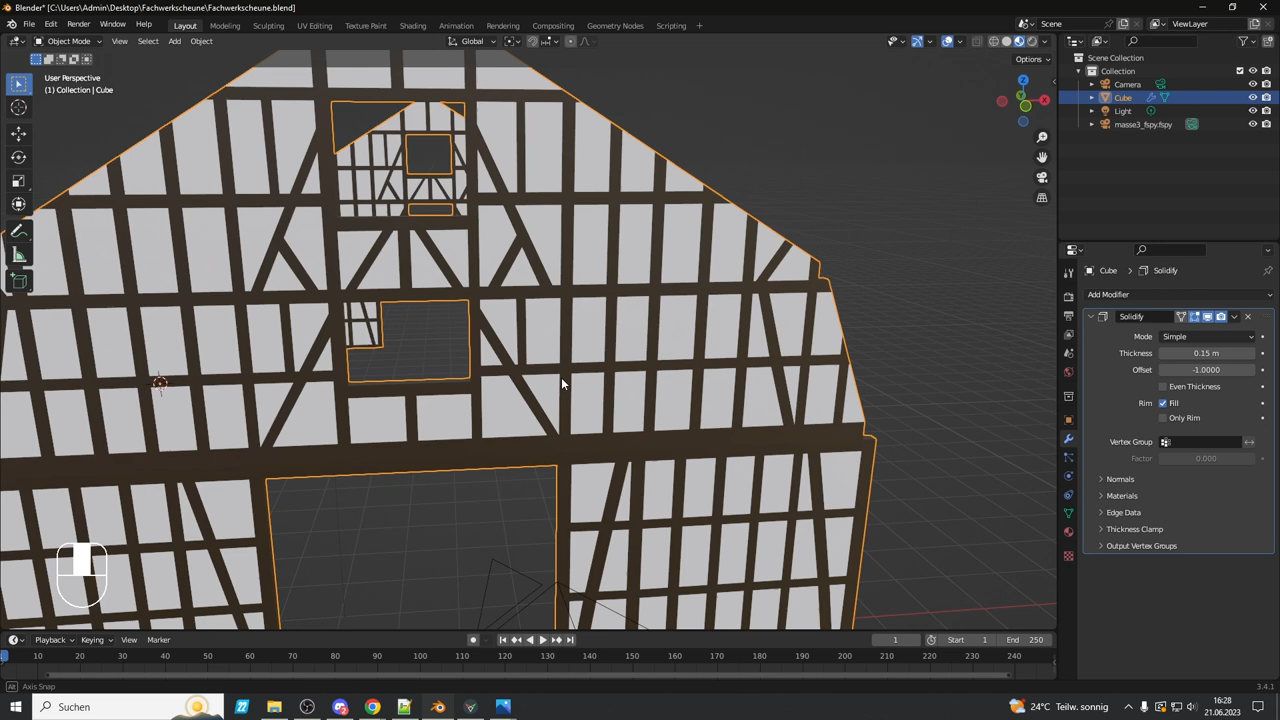 Blender* [C:\Users\Admin\Desktop\Fachwerkscheune\Fachwerkscheune.blend]
File Edit Render Window Help Layout Modeling Sculpting UV Editing Texture Paint Shading Animation Rendering Compositing Geometry Nodes Scripting + Scene ViewLayer
Object Mode View Select Add Object Global
Options
User Perspective
(1) Collection | Cube
Z
Y
X
Scene Collection
Collection
Camera
Cube
Light
masse3_fspy.fspy
Cube > Solidify
Add Modifier
Solidify
Mode Simple
Thickness 0.15 m
Offset -1.0000
Even Thickness
Rim Fill
Only Rim
Vertex Group
Factor 0.000
Normals
Materials
Edge Data
Thickness Clamp
Output Vertex Groups
Playback Keying View Marker 1 Start 1 End 250
10 20 30 40 50 60 70 80 90 100 110 120 130 140 150 160 170 180 190 200 210 220 230 240
Alt Axis Snap 3.4.1
Suchen 24°C Teilw. sonnig 16:28
21.06.2023